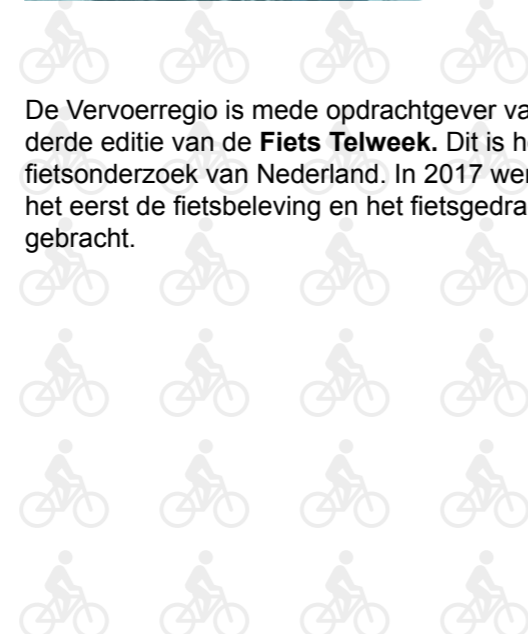 De Vervoerregio is mede opdrachtgever va
derde editie van de Fiets Telweek. Dit is h
fietsonderzoek van Nederland. In 2017 wer
het eerst de fietsbeleving en het fietsgedra
gebracht.